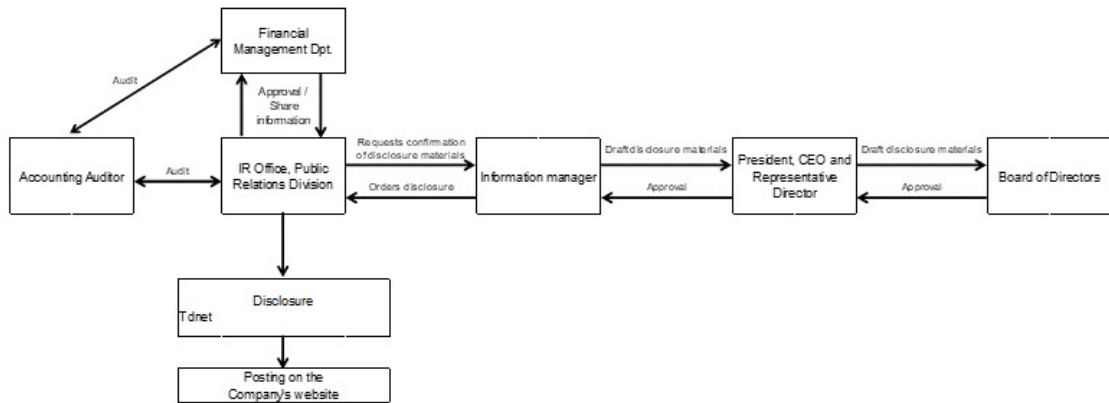 Financial
Management Dpt.
Audit
Approval /
Share
information
Accounting Auditor
Audit
IR Office, Public
Relations Division
Requests confirmation
of disclosure materials
Orders disclosure
Information manager
Draft disclosure materials
Approval
President, CEO and
Representative
Director
Draft disclosure materials
Approval
Board of Directors
Disclosure
Tdnet
Posting on the
Company's website